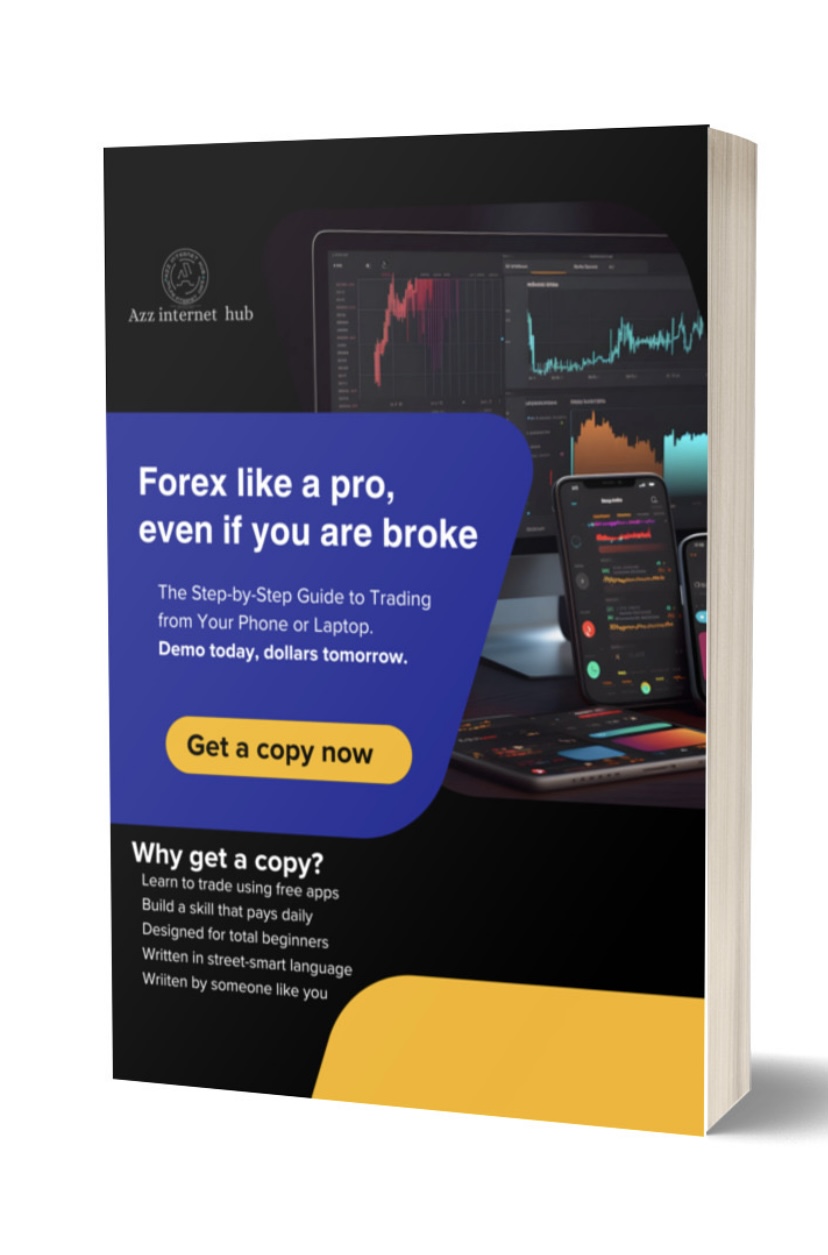 Azz internet hub
Forex like a pro,
even if you are broke
The Step-by-Step Guide to Trading
from Your Phone or Laptop.
Demo today, dollars tomorrow.
Get a copy now
Why get a copy?
Learn to trade using free apps
Build a skill that pays daily
Designed for total beginners
Written in street-smart language
Wriiten by someone like you